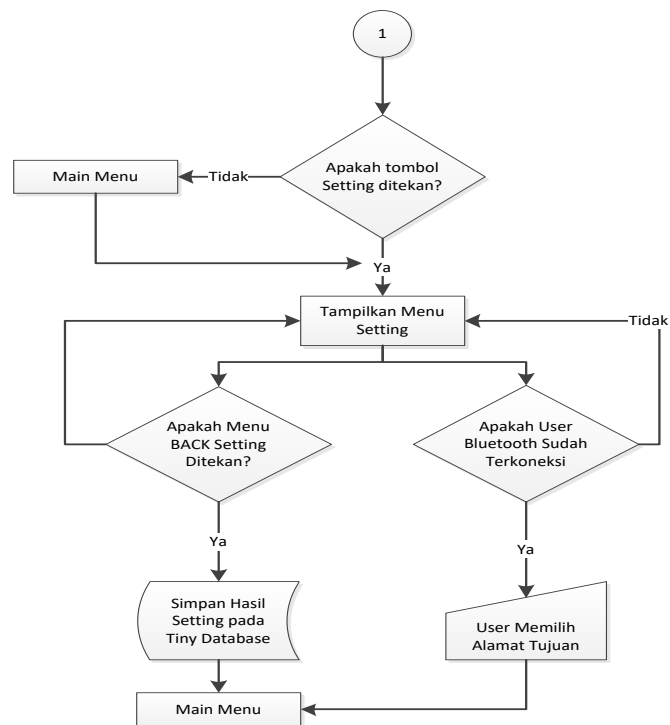 1
Apakah tombol
Setting ditekan?
Tidak
Main Menu
Ya
Tampilkan Menu
Setting
Tidak
Apakah Menu
BACK Setting
Ditekan?
Apakah User
Bluetooth Sudah
Terkoneksi
Ya
Ya
Simpan Hasil
Setting pada
Tiny Database
User Memilih
Alamat Tujuan
Main Menu